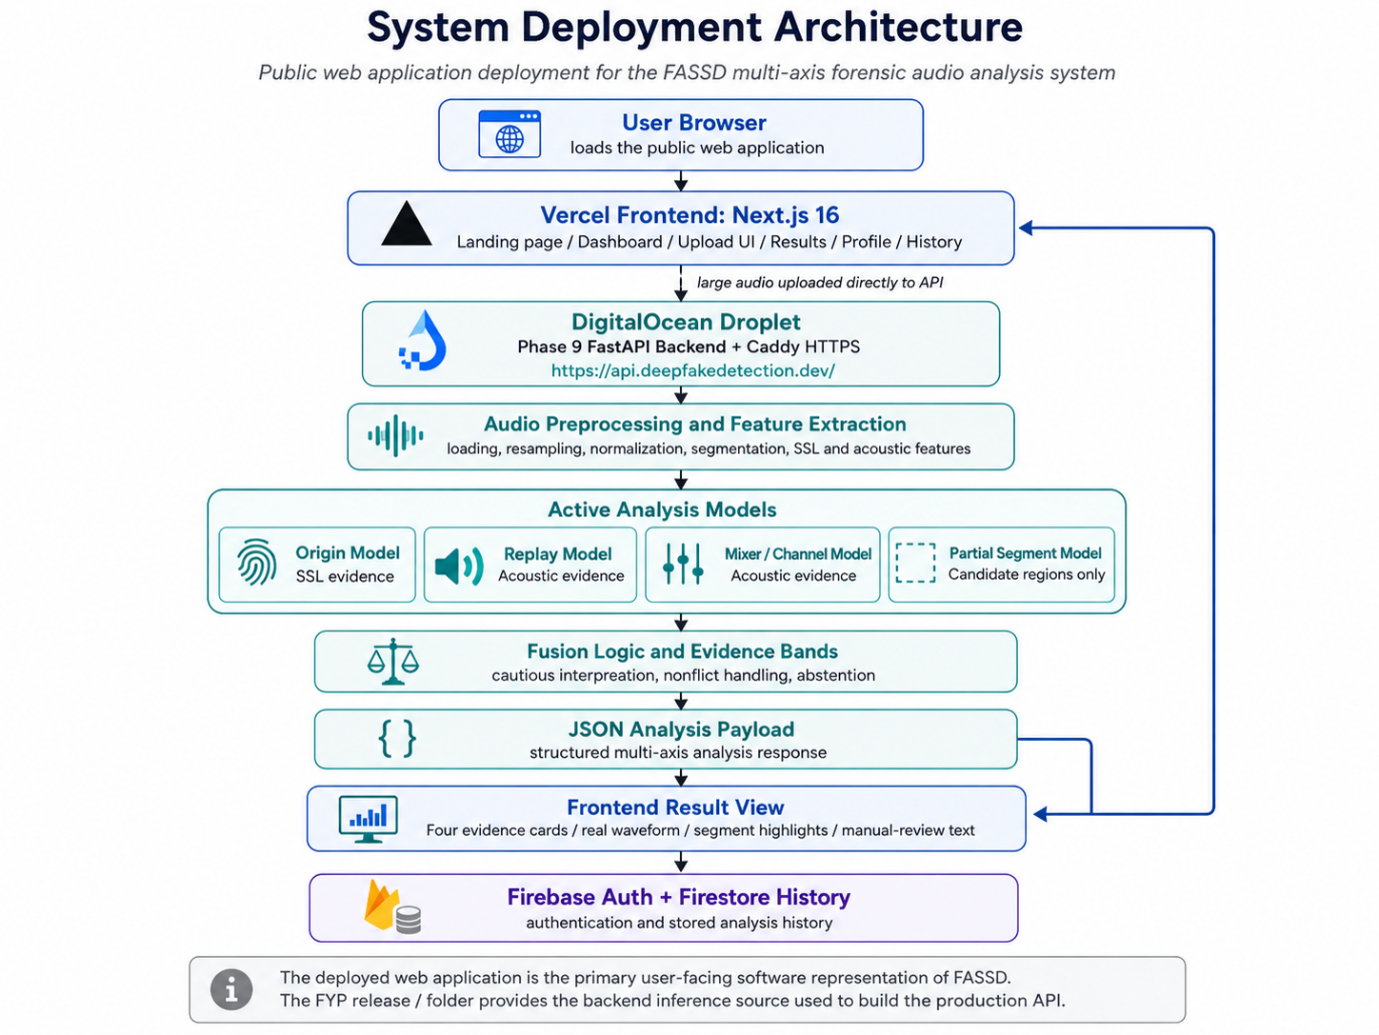 System Deployment Architecture
Public web application deployment for the FASSD multi-axis forensic audio analysis system
User Browser
loads the public web application
Vercel Frontend: Next.js 16
Landing page / Dashboard / Upload UI / Results / Profile / History
large audio uploaded directly to API
DigitalOcean Droplet
Phase 9 FastAPI Backend + Caddy HTTPS
https://api.deepfakedetection.dev/
Audio Preprocessing and Feature Extraction
loading, resampling, normalization, segmentation, SSL and acoustic features
Active Analysis Models
Origin Model
SSL evidence
Replay Model
Acoustic evidence
Mixer / Channel Model
Acoustic evidence
Partial Segment Model
Candidate regions only
Fusion Logic and Evidence Bands
cautious interpreation, nonflict handling, abstention
{ }
JSON Analysis Payload
structured multi-axis analysis response
Frontend Result View
Four evidence cards / real waveform / segment highlights / manual-review text
Firebase Auth + Firestore History
authentication and stored analysis history
The deployed web application is the primary user-facing software representation of FASSD.
The FYP release / folder provides the backend inference source used to build the production API.